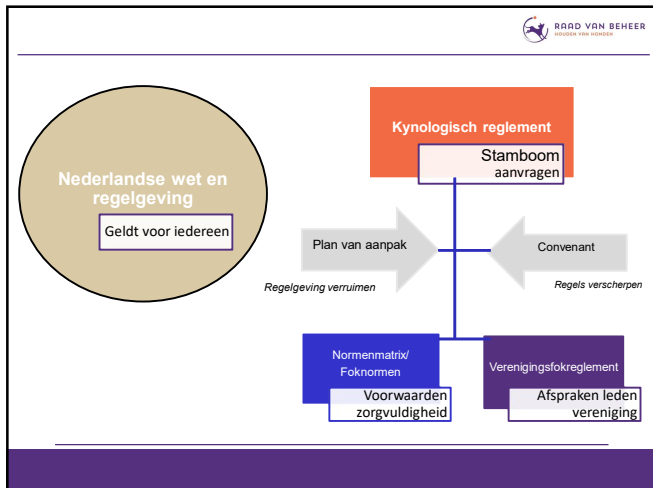 RAAD VAN BEHEER
HOUDEN VAN HONDEN
Nederlandse wet en
regelgeving
Geldt voor iedereen
Kynologisch reglement
Stamboom
aanvragen
Plan van aanpak
Convenant
Regelgeving verruimen
Regels verscherpen
Normenmatrix/
Foknormen
Voorwaarden
zorgvuldigheid
Verenigingsfokreglement
Afspraken leden
vereniging